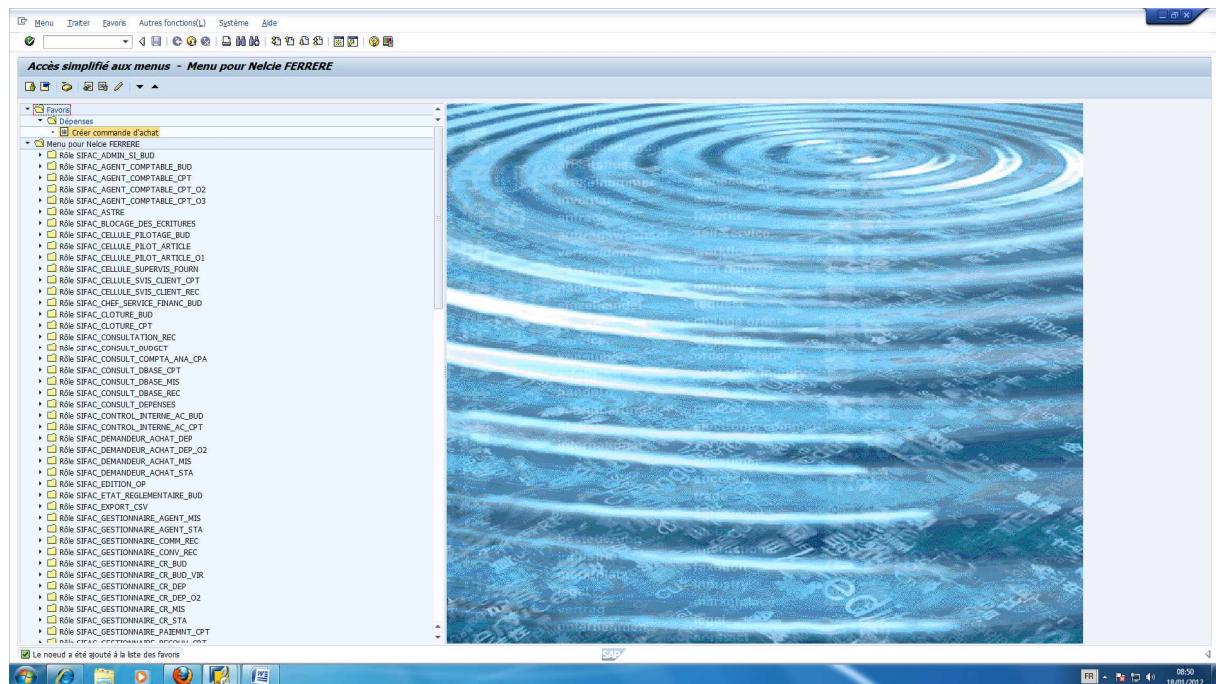 Menu Traiter Favoris Autres fonctions(L) Système Aide
Accès simplifié aux menus - Menu pour Nelcie FERRERE
Favoris
Dépenses
Créer commande d'achat
Menu pour Nelcie FERRERE
Rôle SIFAC_ADMIN_SI_BUD
Rôle SIFAC_AGENT_COMPTABLE_BUD
Rôle SIFAC_AGENT_COMPTABLE_CPT
Rôle SIFAC_AGENT_COMPTABLE_CPT_O2
Rôle SIFAC_AGENT_COMPTABLE_CPT_O3
Rôle SIFAC_ASTRE
Rôle SIFAC_BLOCAGE_DES_ECRITURES
Rôle SIFAC_CELLULE_PILOTAGE_BUD
Rôle SIFAC_CELLULE_PILOT_ARTICLE
Rôle SIFAC_CELLULE_PILOT_ARTICLE_O1
Rôle SIFAC_CELLULE_SUPERVIS_FOURN
Rôle SIFAC_CELLULE_SVIS_CLIENT_CPT
Rôle SIFAC_CELLULE_SVIS_CLIENT_REC
Rôle SIFAC_CHEF_SERVICE_FINANC_BUD
Rôle SIFAC_CLOTURE_BUD
Rôle SIFAC_CLOTURE_CPT
Rôle SIFAC_CONSULTATION_REC
Rôle SIFAC_CONSULT_BUDGET
Rôle SIFAC_CONSULT_COMPTA_ANA_CPA
Rôle SIFAC_CONSULT_DBASE_CPT
Rôle SIFAC_CONSULT_DBASE_MIS
Rôle SIFAC_CONSULT_DBASE_REC
Rôle SIFAC_CONSULT_DEPENSES
Rôle SIFAC_CONTROL_INTERNE_AC_BUD
Rôle SIFAC_CONTROL_INTERNE_AC_CPT
Rôle SIFAC_DEMANDEUR_ACHAT_DEP
Rôle SIFAC_DEMANDEUR_ACHAT_DEP_O2
Rôle SIFAC_DEMANDEUR_ACHAT_MIS
Rôle SIFAC_DEMANDEUR_ACHAT_STA
Rôle SIFAC_EDITION_OP
Rôle SIFAC_ETAT_REGLEMENTAIRE_BUD
Rôle SIFAC_EXPORT_CSV
Rôle SIFAC_GESTIONNAIRE_AGENT_MIS
Rôle SIFAC_GESTIONNAIRE_AGENT_STA
Rôle SIFAC_GESTIONNAIRE_COMM_REC
Rôle SIFAC_GESTIONNAIRE_CONV_REC
Rôle SIFAC_GESTIONNAIRE_CR_BUD
Rôle SIFAC_GESTIONNAIRE_CR_BUD_VIR
Rôle SIFAC_GESTIONNAIRE_CR_DEP
Rôle SIFAC_GESTIONNAIRE_CR_DEP_O2
Rôle SIFAC_GESTIONNAIRE_CR_MIS
Rôle SIFAC_GESTIONNAIRE_CR_STA
Rôle SIFAC_GESTIONNAIRE_PAIEMNT_CPT
Rôle SIFAC_GESTIONNAIRE_RECOUV_CPT
Le noeud a été ajouté à la liste des favoris
SAP
FR
08:50
18/01/2012